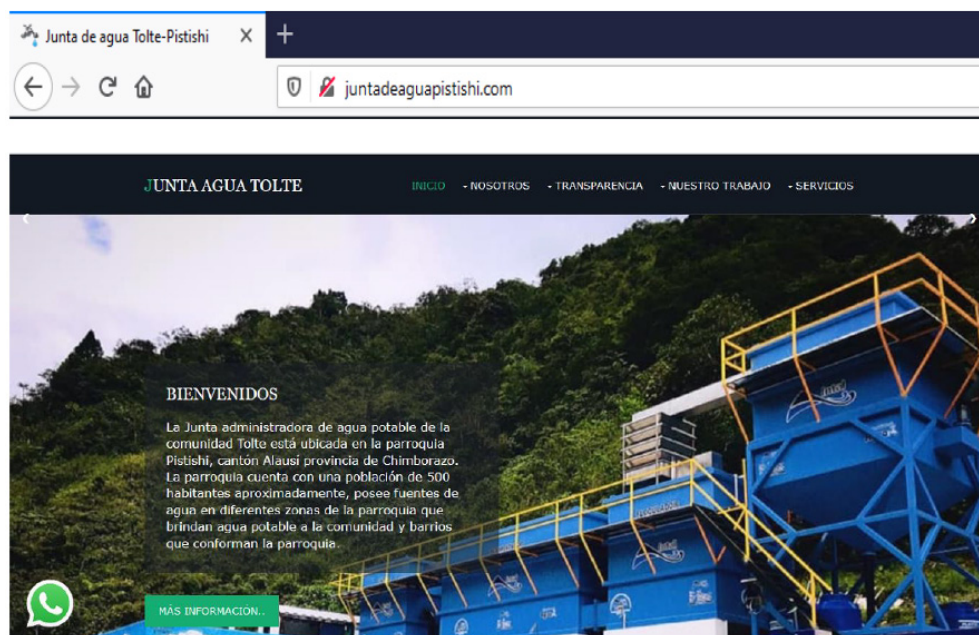 Junta de agua Tolte-Pistishi
juntadeaguapistishi.com
JUNTA AGUA TOLTE
INICIO - NOSOTROS - TRANSPARENCIA - NUESTRO TRABAJO - SERVICIOS
BIENVENIDOS
La Junta administradora de agua potable de la
comunidad Tolte está ubicada en la parroquia
Pistishi, cantón Alausí provincia de Chimborazo.
La parroquia cuenta con una población de 500
habitantes aproximadamente, posee fuentes de
agua en diferentes zonas de la parroquia que
brindan agua potable a la comunidad y barrios
que conforman la parroquia.
MÁS INFORMACIÓN..